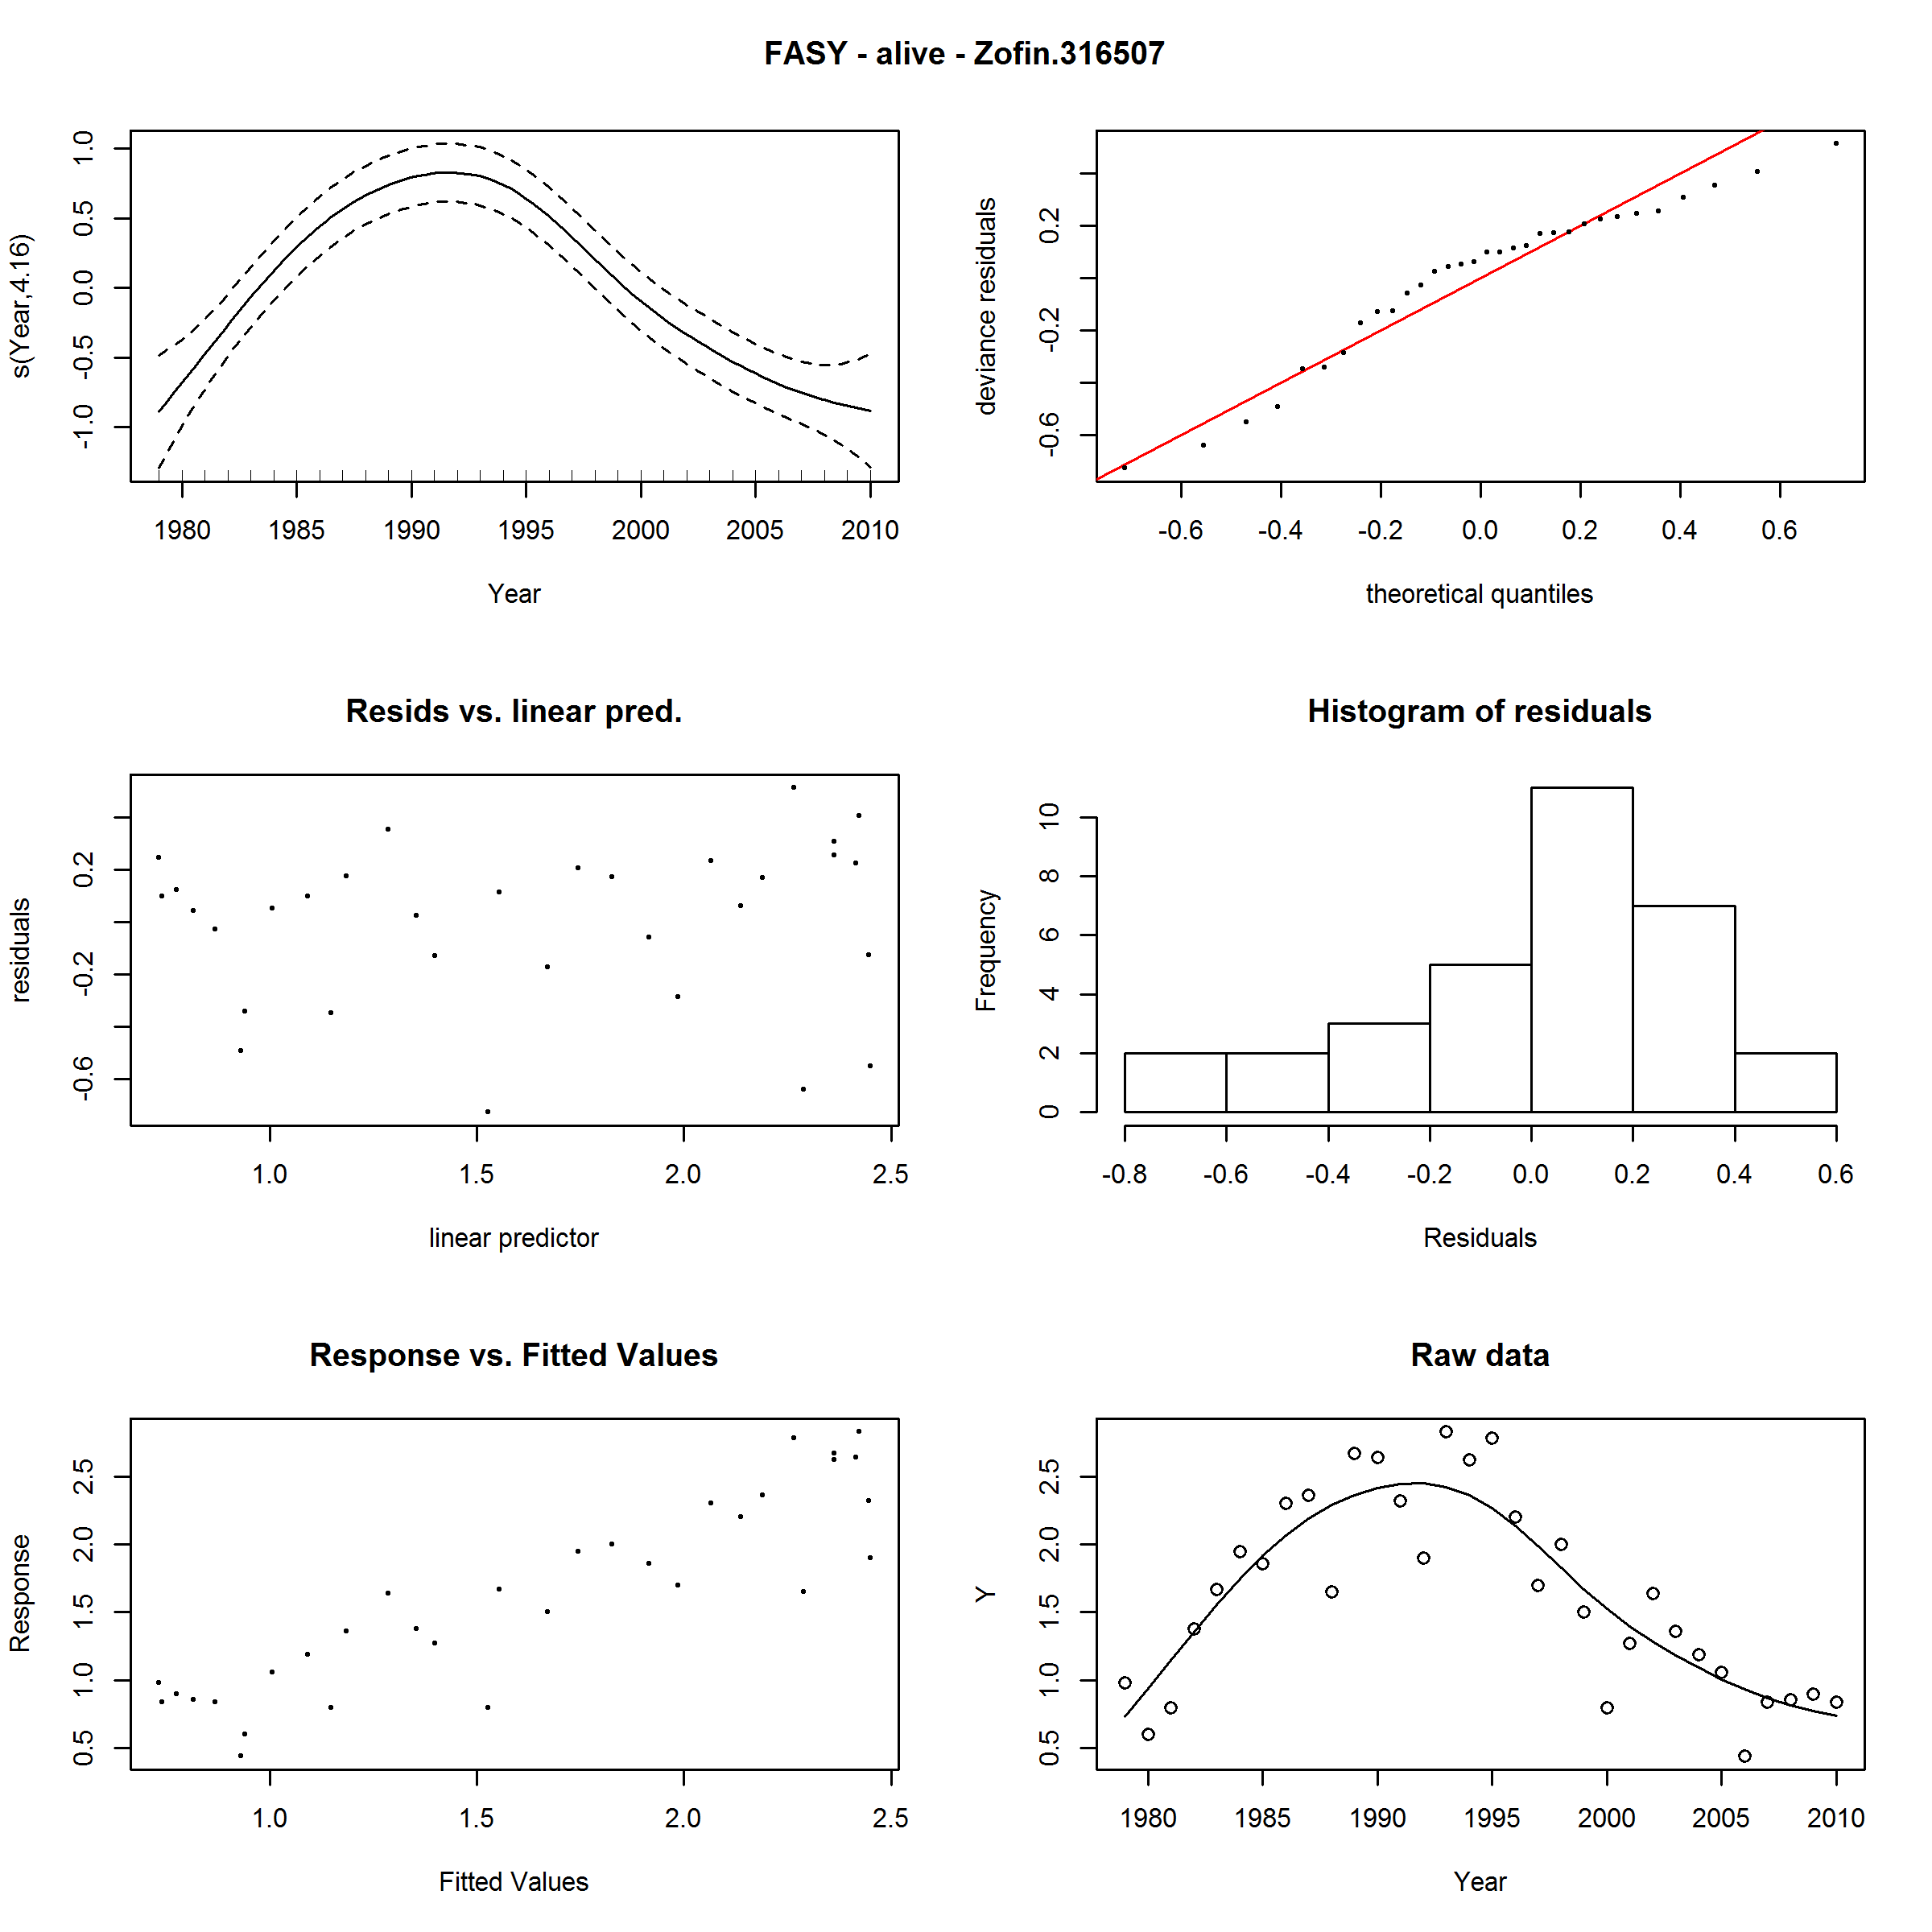 FASY - alive - Zofin.316507
s(Year,4.16)
1.0
0.5
0.0
-0.5
-1.0
1980 1985 1990 1995 2000 2005 2010
Year
deviance residuals
0.2
-0.2
-0.6
-0.6 -0.4 -0.2 0.0 0.2 0.4 0.6
theoretical quantiles
Resids vs. linear pred.
residuals
0.2
-0.2
-0.6
1.0 1.5 2.0 2.5
linear predictor
Histogram of residuals
Frequency
10
8
6
4
2
0
-0.8 -0.6 -0.4 -0.2 0.0 0.2 0.4 0.6
Residuals
Response vs. Fitted Values
Response
2.5
2.0
1.5
1.0
0.5
1.0 1.5 2.0 2.5
Fitted Values
Raw data
Y
2.5
2.0
1.5
1.0
0.5
1980 1985 1990 1995 2000 2005 2010
Year